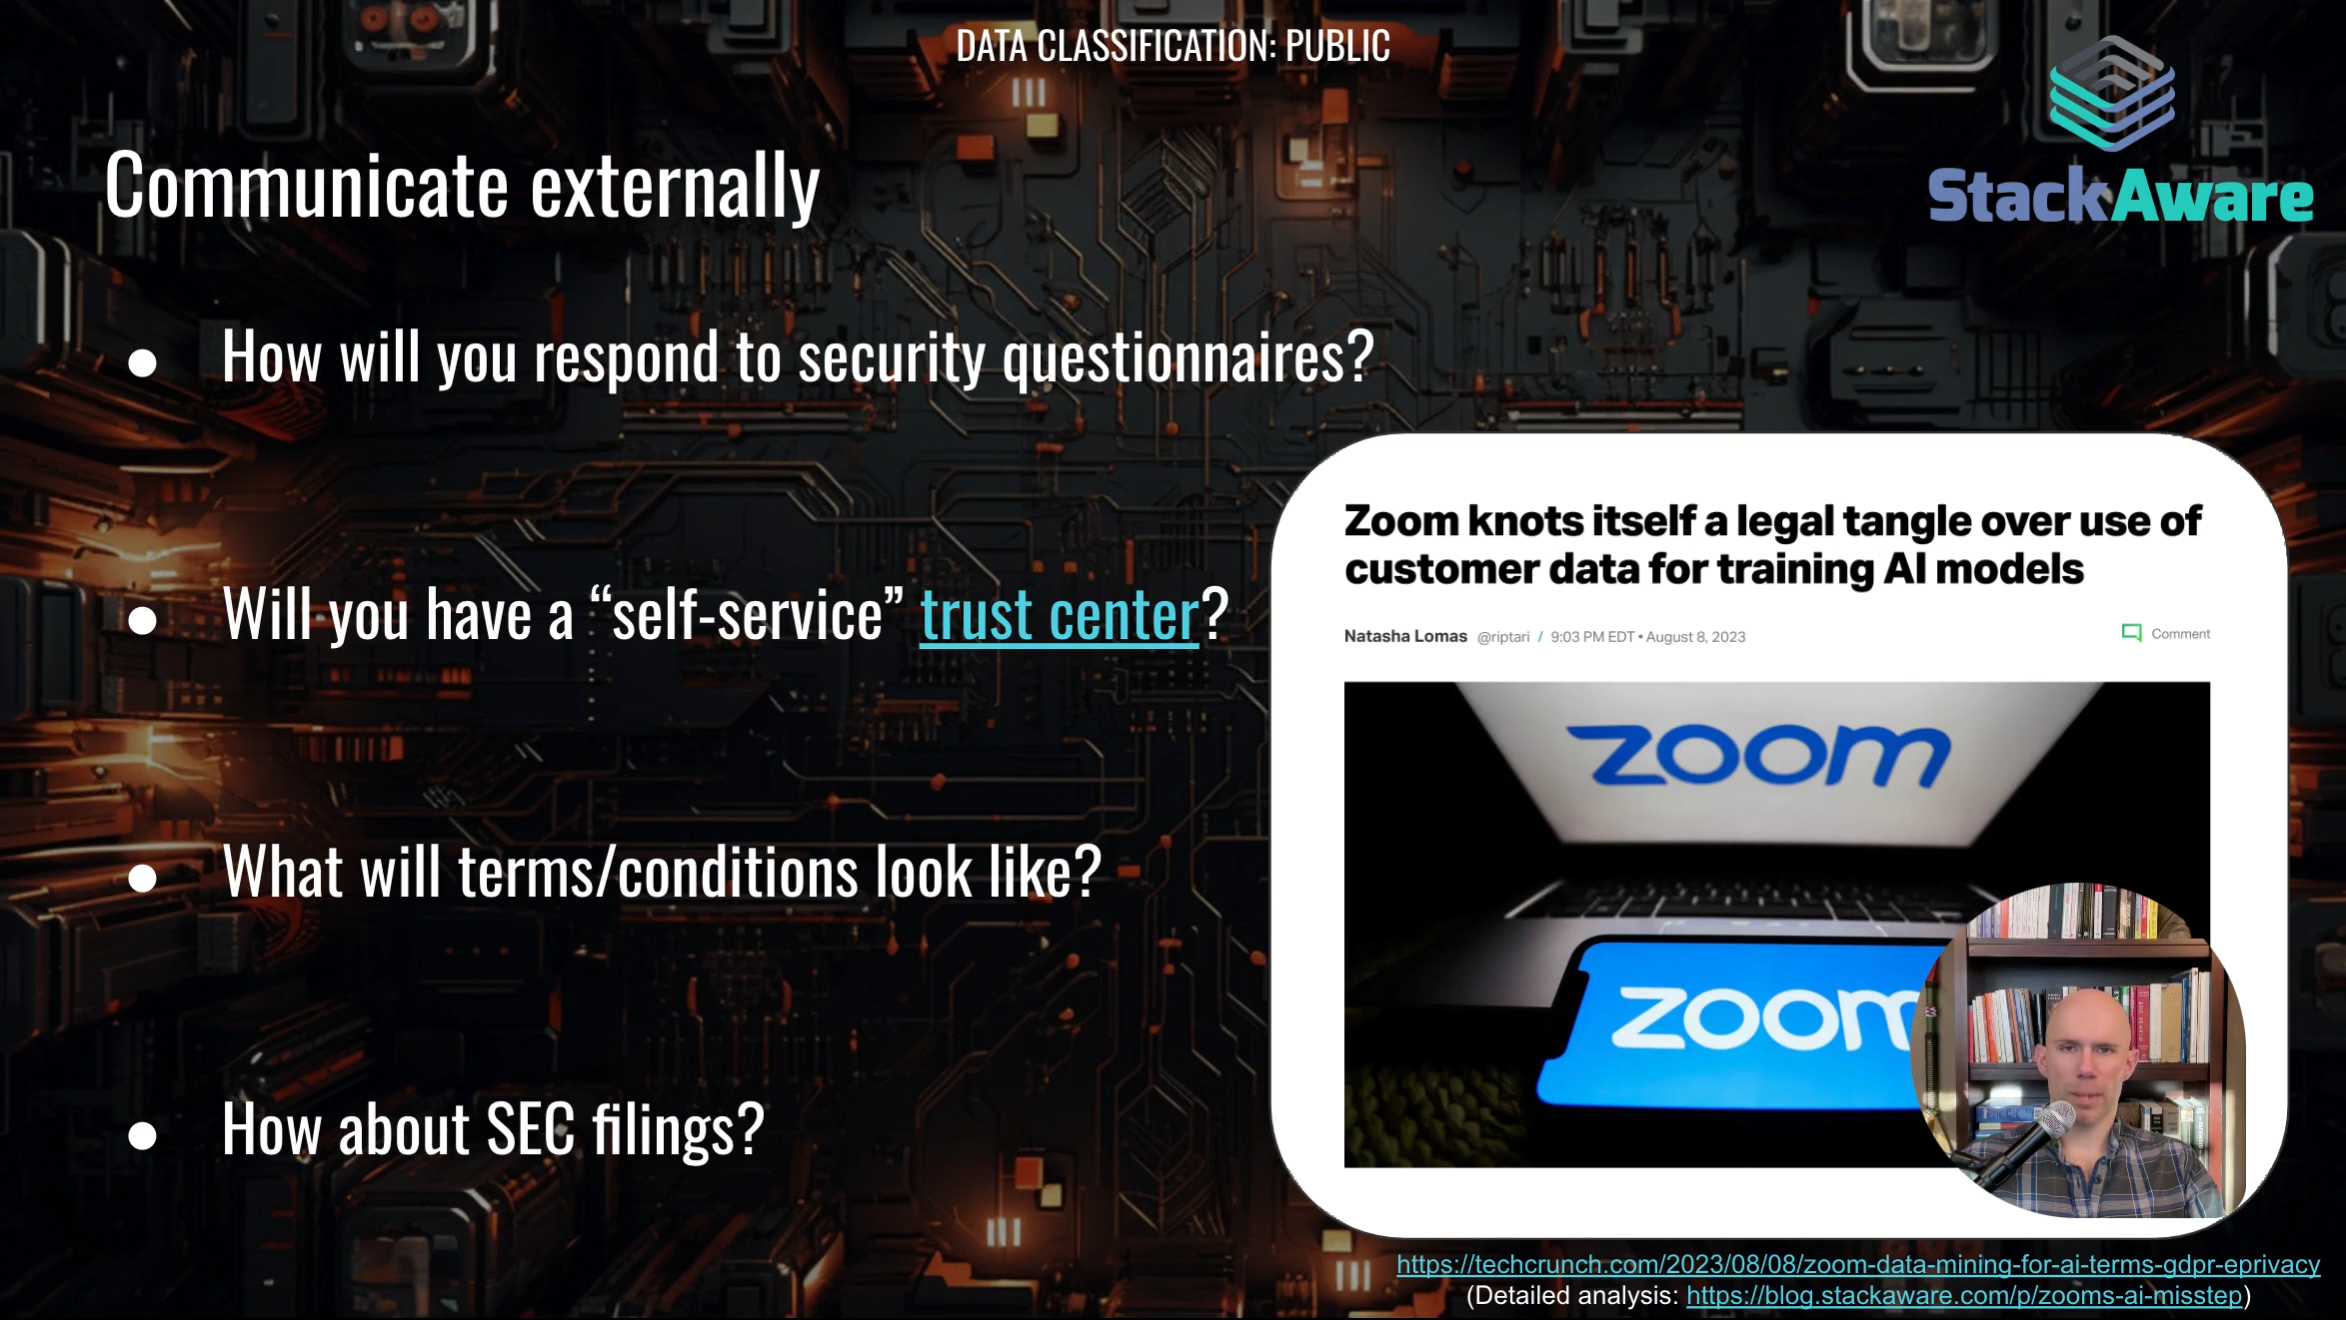 DATA CLASSIFICATION: PUBLIC
StackAware
Communicate externally
● How will you respond to security questionnaires?
● Will you have a “self-service” trust center?
● What will terms/conditions look like?
● How about SEC filings?
Zoom knots itself a legal tangle over use of
customer data for training AI models
Natasha Lomas @riptari / 9:03 PM EDT • August 8, 2023
Comment
zoom
zoom
https://techcrunch.com/2023/08/08/zoom-data-mining-for-ai-terms-gdpr-eprivacy
(Detailed analysis: https://blog.stackaware.com/p/zooms-ai-misstep)